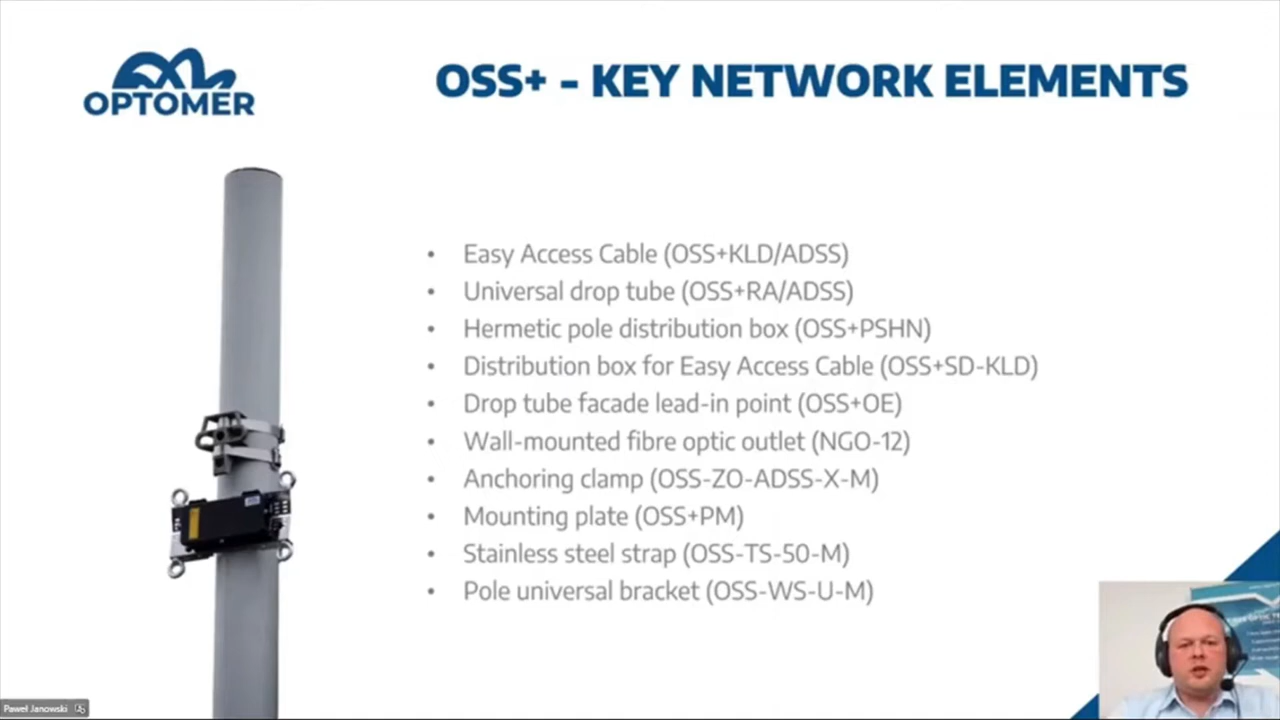 OPTOMER
OSS+ - KEY NETWORK ELEMENTS
• Easy Access Cable (OSS+KLD/ADSS)
• Universal drop tube (OSS+RA/ADSS)
• Hermetic pole distribution box (OSS+PSHN)
• Distribution box for Easy Access Cable (OSS+SD-KLD)
• Drop tube facade lead-in point (OSS+OE)
• Wall-mounted fibre optic outlet (NGO-12)
• Anchoring clamp (OSS-ZO-ADSS-X-M)
• Mounting plate (OSS+PM)
• Stainless steel strap (OSS-TS-50-M)
• Pole universal bracket (OSS-WS-U-M)
Paweł Janowski